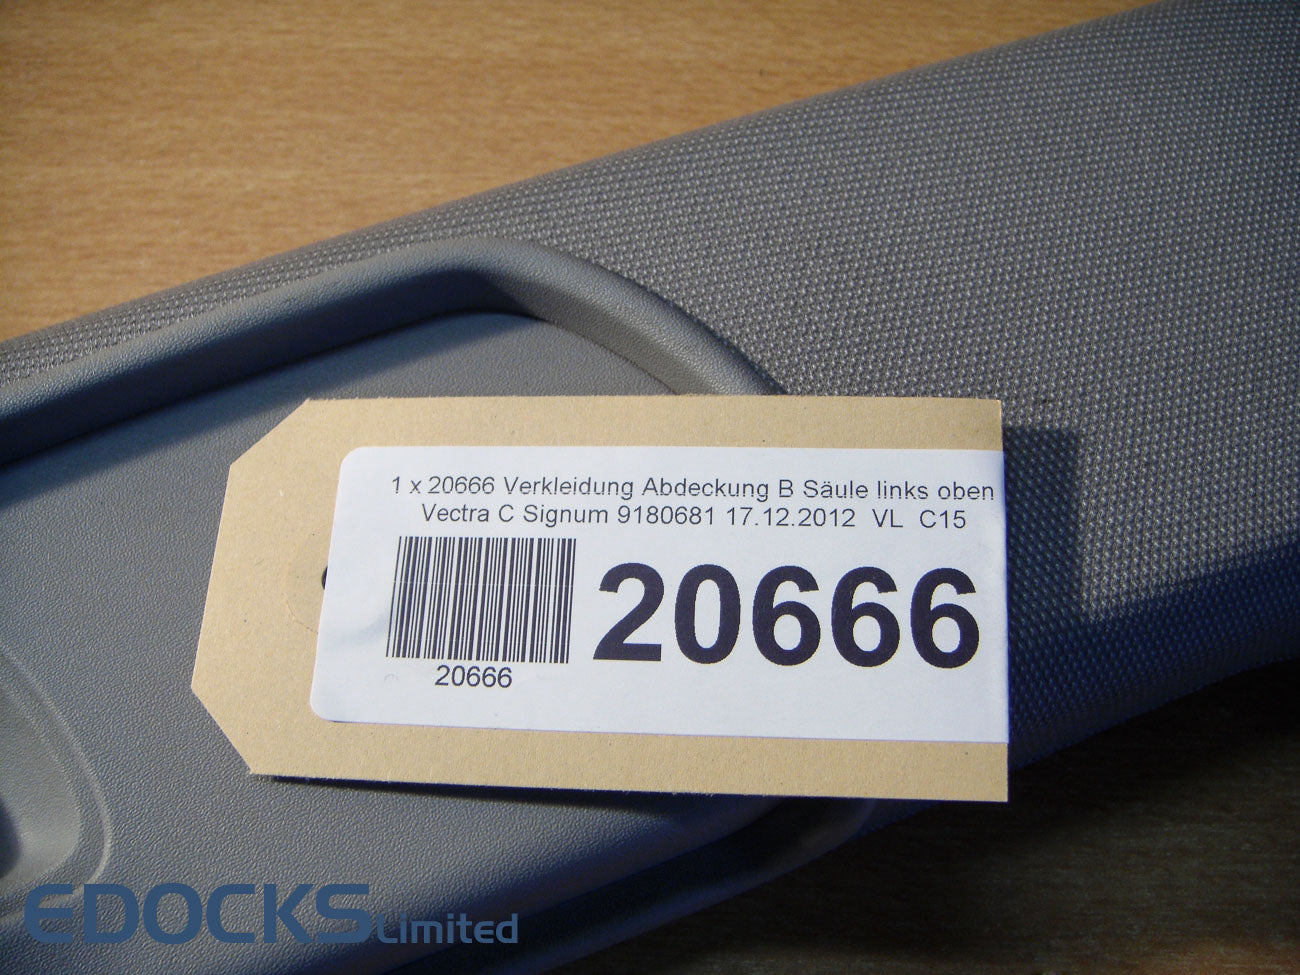 1 x 20666 Verkleidung Abdeckung B Säule links oben
Vectra C Signum 9180681 17.12.2012 VL C15
20666
20666
EDOCKS Limited